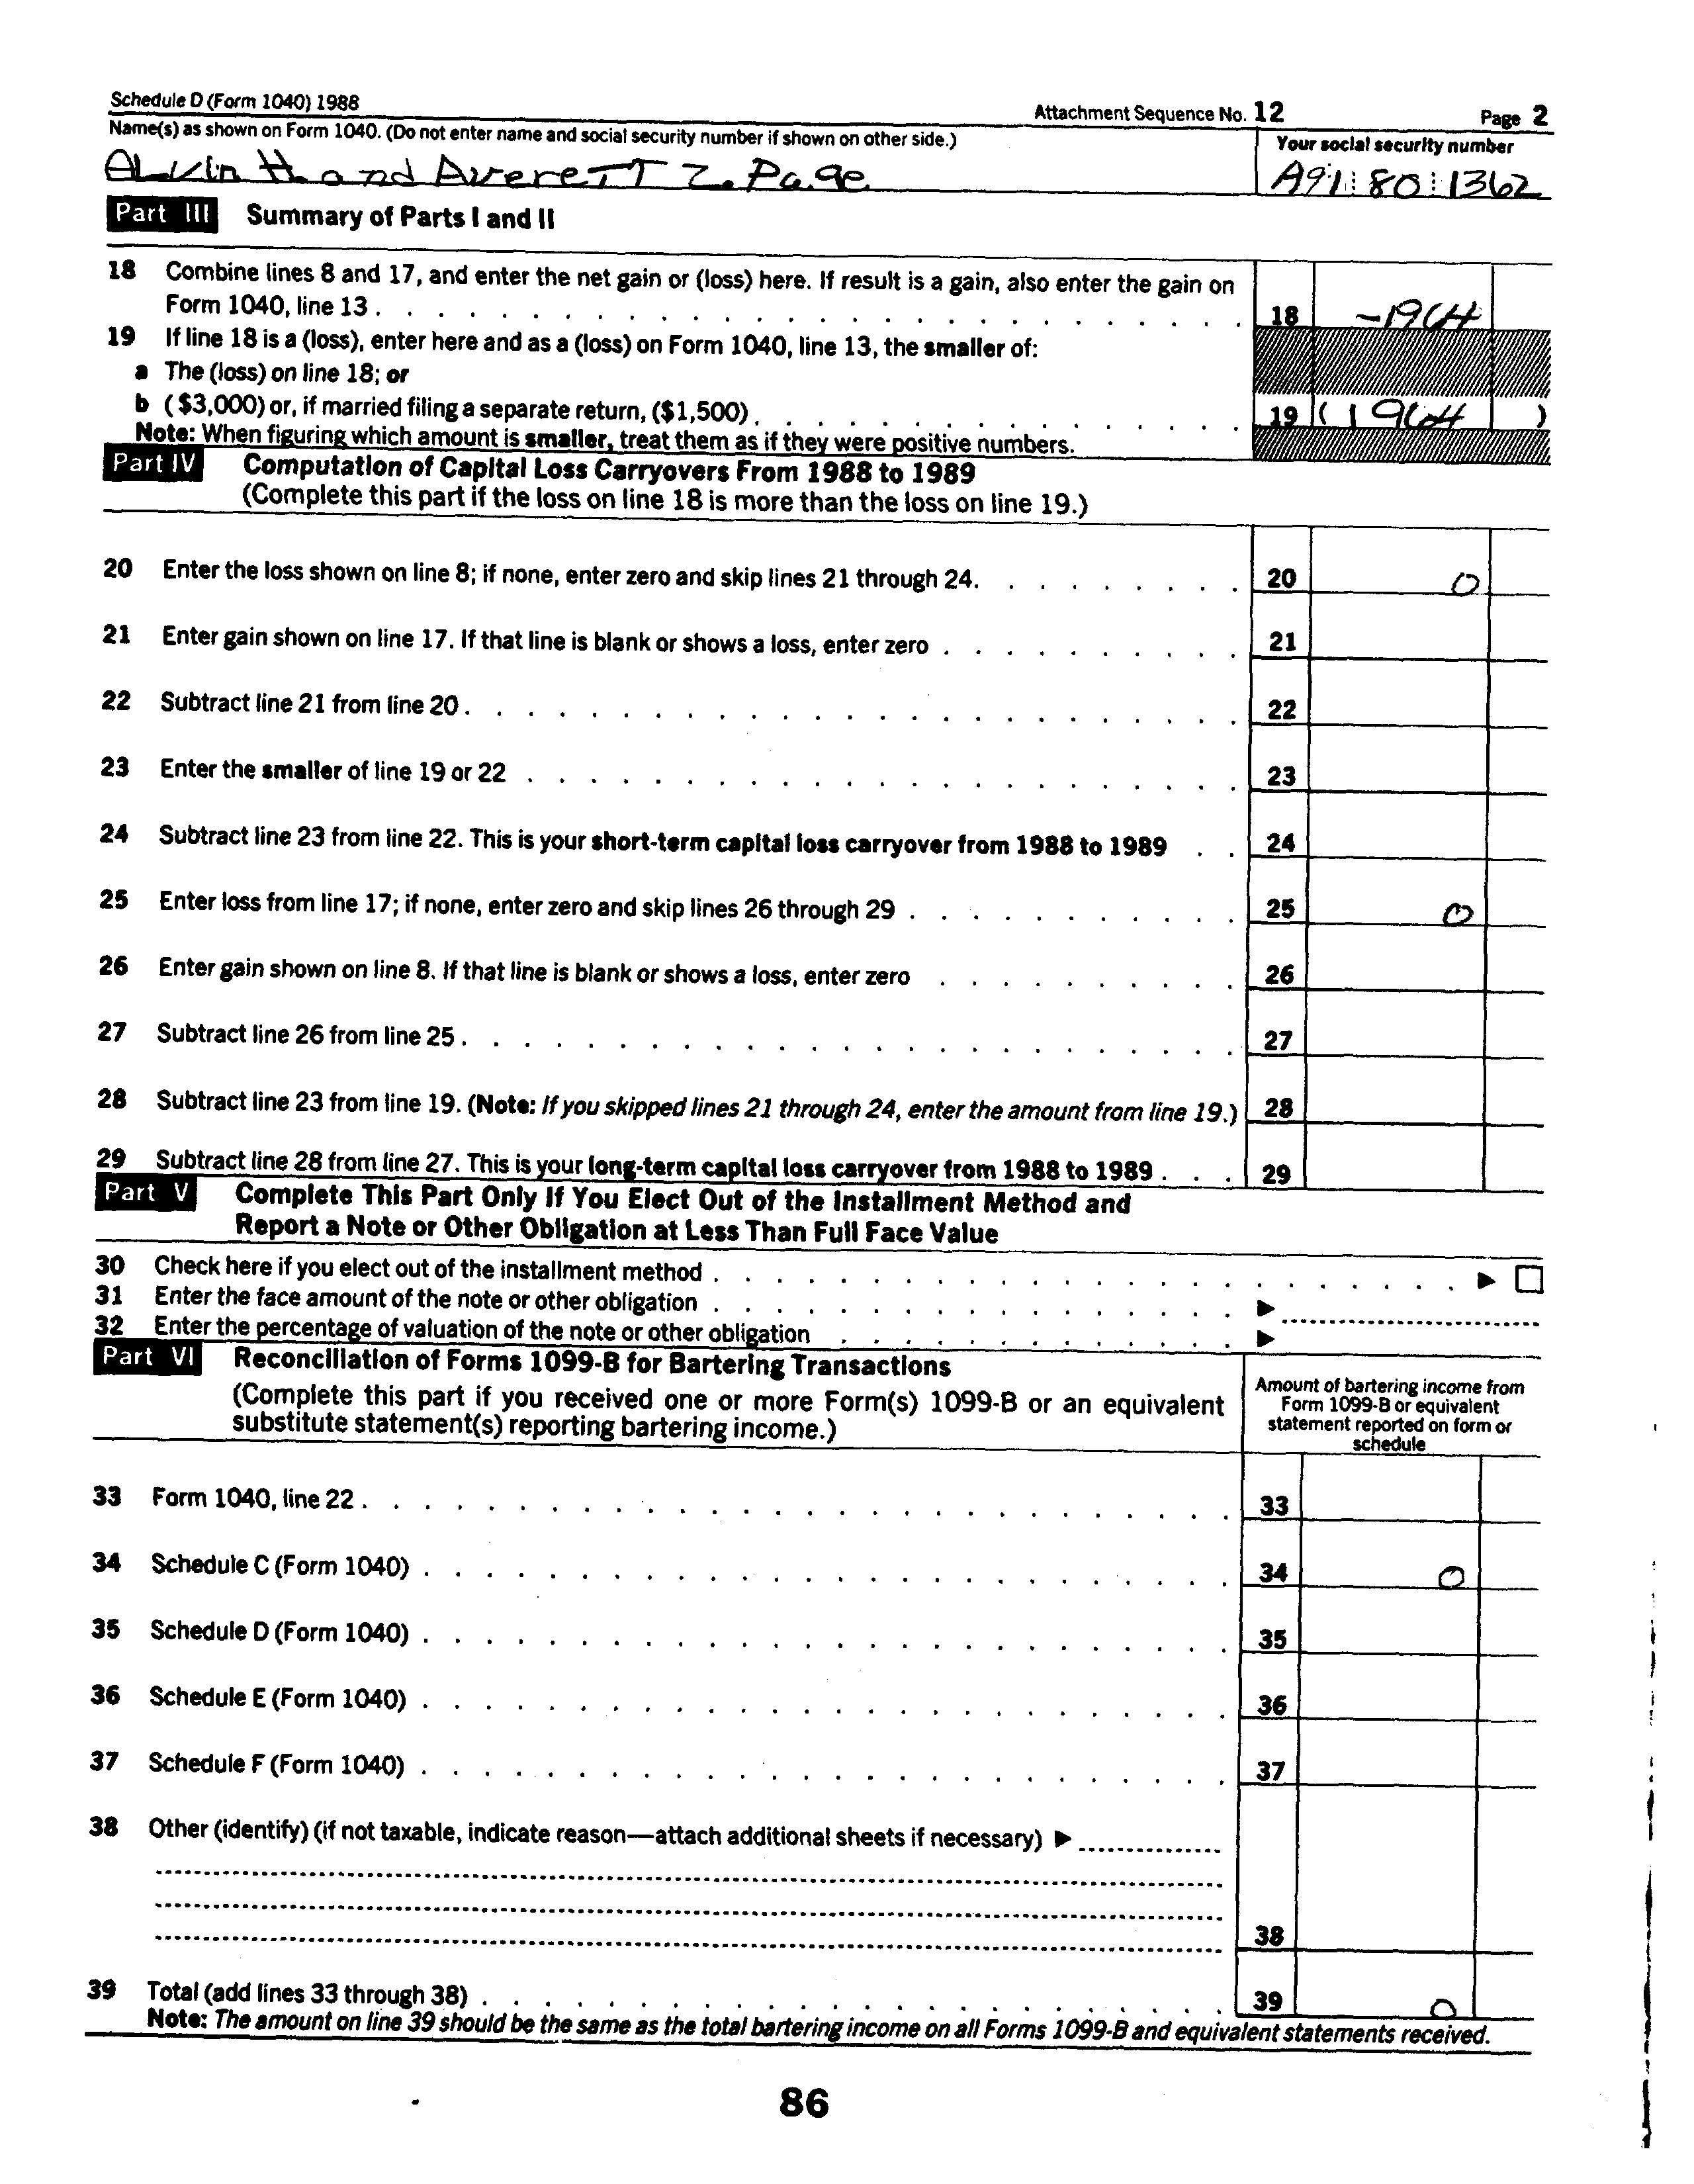 Schedule D (Form 1040) 1988
Attachment Sequence No. 12
Page 2
Name(s) as shown on Form 1040. (Do not enter name and social security number if shown on other side.)
Your social security number
ALvin H. and AvereTT Z. Page
A91 80 1362
Part III Summary of Parts I and II
18 Combine lines 8 and 17, and enter the net gain or (loss) here. If result is a gain, also enter the gain on
Form 1040, line 13 . 18 -1964
19 If line 18 is a (loss), enter here and as a (loss) on Form 1040, line 13, the smaller of:
a The (loss) on line 18; or
b ($3,000) or, if married filing a separate return, ($1,500) . 19 ( 1964 )
Note: When figuring which amount is smaller, treat them as if they were positive numbers.
Part IV Computation of Capital Loss Carryovers From 1988 to 1989
(Complete this part if the loss on line 18 is more than the loss on line 19.)
20 Enter the loss shown on line 8; if none, enter zero and skip lines 21 through 24. 20 0
21 Enter gain shown on line 17. If that line is blank or shows a loss, enter zero . 21
22 Subtract line 21 from line 20 . 22
23 Enter the smaller of line 19 or 22 . 23
24 Subtract line 23 from line 22. This is your short-term capital loss carryover from 1988 to 1989 . 24
25 Enter loss from line 17; if none, enter zero and skip lines 26 through 29 . 25 0
26 Enter gain shown on line 8. If that line is blank or shows a loss, enter zero . 26
27 Subtract line 26 from line 25 . 27
28 Subtract line 23 from line 19. (Note: If you skipped lines 21 through 24, enter the amount from line 19.) 28
29 Subtract line 28 from line 27. This is your long-term capital loss carryover from 1988 to 1989 . 29
Part V Complete This Part Only If You Elect Out of the Installment Method and
Report a Note or Other Obligation at Less Than Full Face Value
30 Check here if you elect out of the installment method . ▶ ☐
31 Enter the face amount of the note or other obligation . ▶
32 Enter the percentage of valuation of the note or other obligation . ▶
Part VI Reconciliation of Forms 1099-B for Bartering Transactions
(Complete this part if you received one or more Form(s) 1099-B or an equivalent
substitute statement(s) reporting bartering income.)
Amount of bartering income from
Form 1099-B or equivalent
statement reported on form or
schedule
33 Form 1040, line 22 . 33
34 Schedule C (Form 1040) . 34 0
35 Schedule D (Form 1040) . 35
36 Schedule E (Form 1040) . 36
37 Schedule F (Form 1040) . 37
38 Other (identify) (if not taxable, indicate reason—attach additional sheets if necessary) ▶
38
39 Total (add lines 33 through 38) . 39 0
Note: The amount on line 39 should be the same as the total bartering income on all Forms 1099-B and equivalent statements received.
86